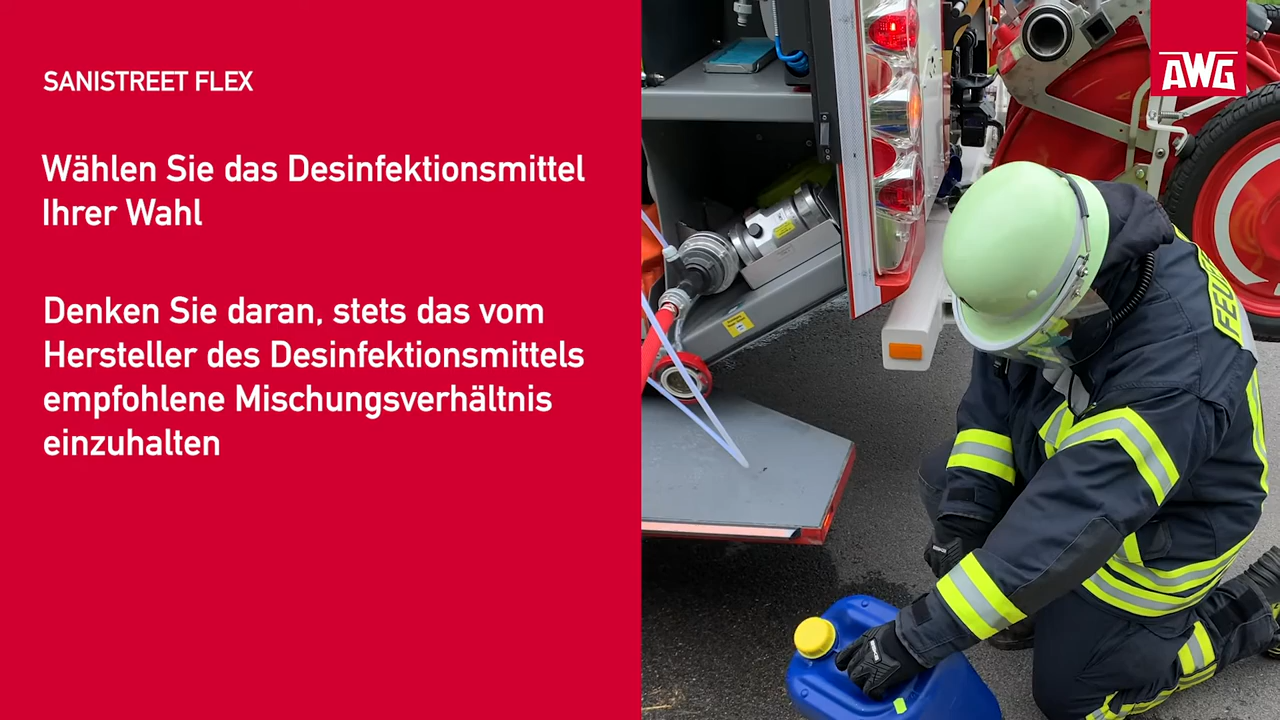 SANISTREET FLEX
Wählen Sie das Desinfektionsmittel
Ihrer Wahl
Denken Sie daran, stets das vom
Hersteller des Desinfektionsmittels
empfohlene Mischungsverhältnis
einzuhalten
AWG